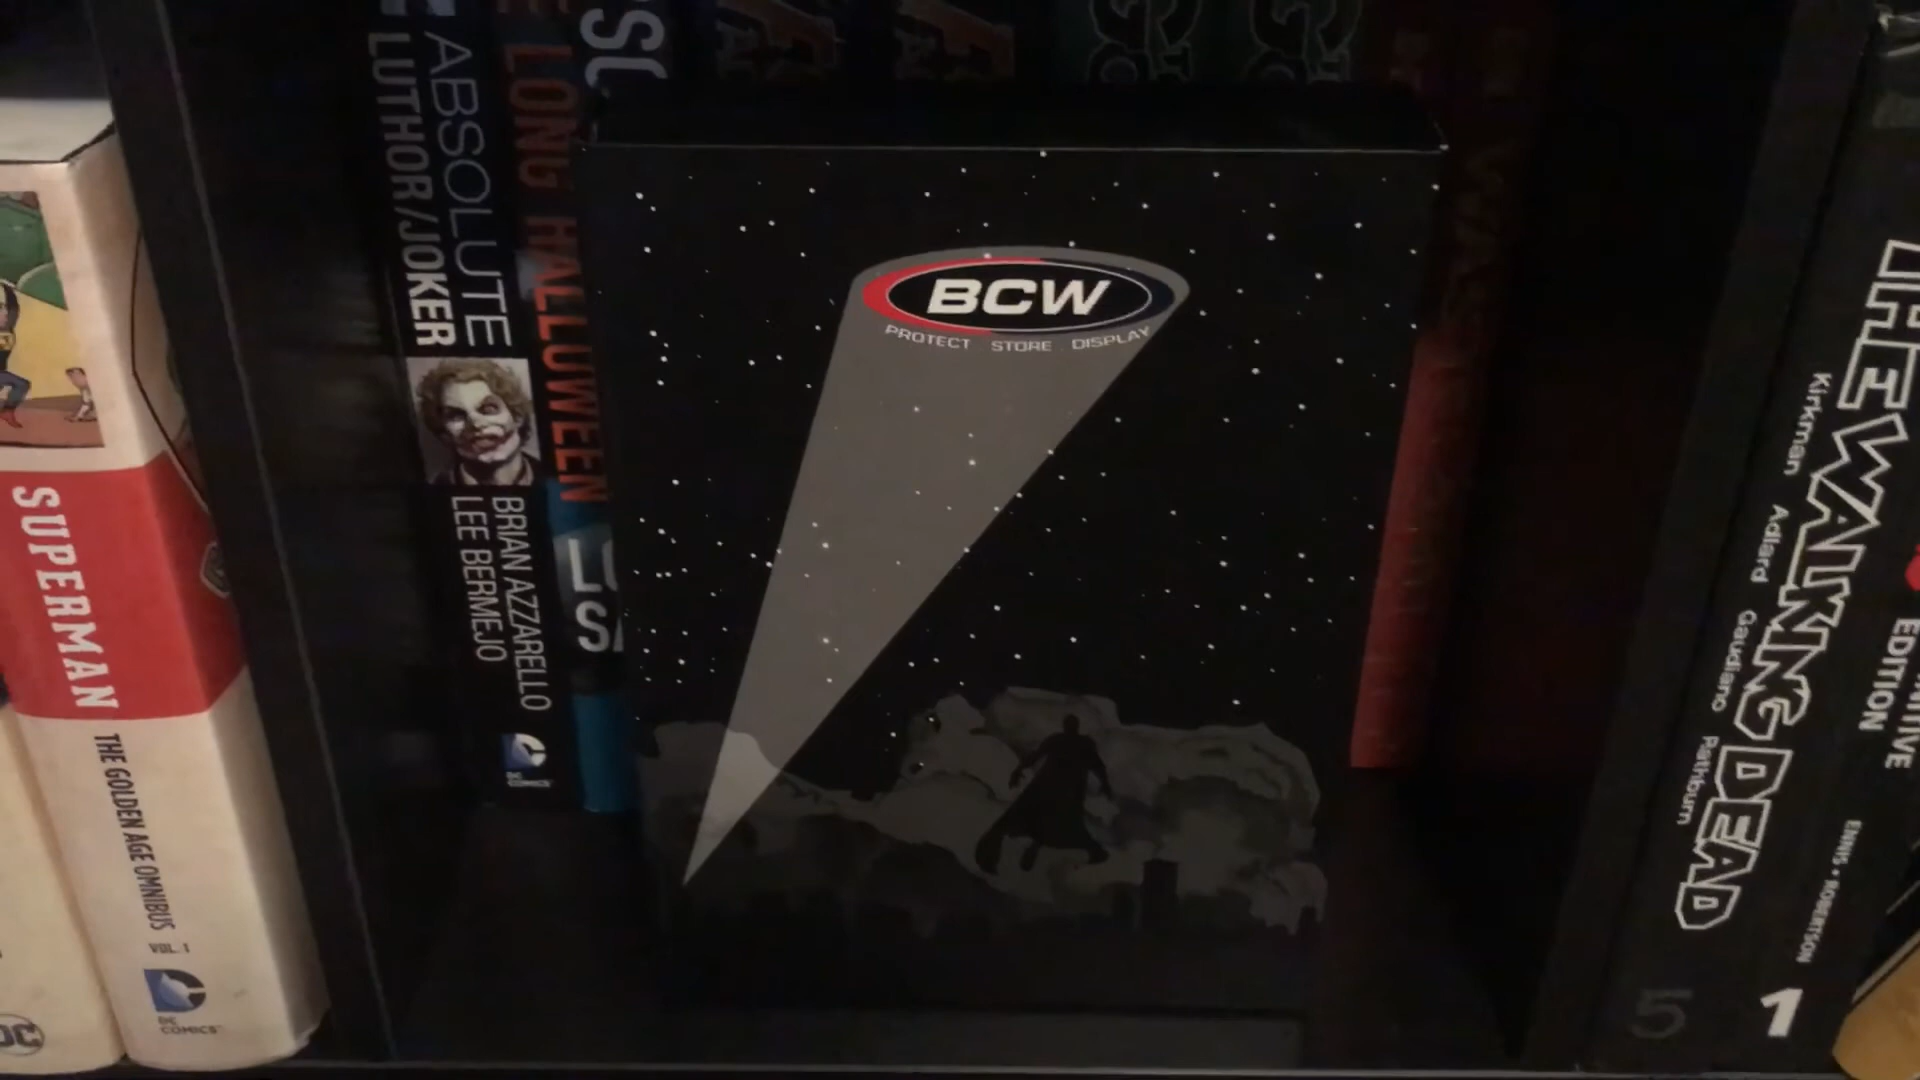 SUPERMAN
THE GOLDEN AGE OMNIBUS
VOL. 1
DC
COMICS
DC
ABSOLUTE
LUTHOR/JOKER
BRIAN AZZARELLO
LEE BERMEJO
LONG HALLOWEEN
BCW
PROTECT STORE DISPLAY
THE WALKING DEAD
Kirkman Adlard Gaudiano Rathburn
5
EDITION
ENNIS • ROBERTSON
1